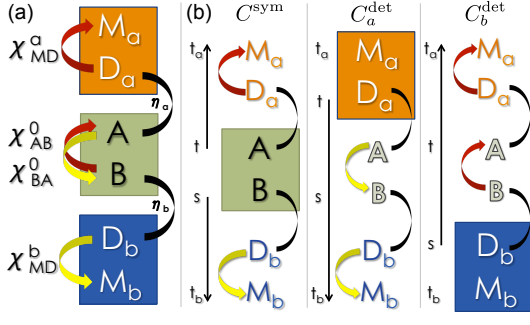 (a)
χ^a_MD
M_a
D_a
η_a
χ^0_AB
A
χ^0_BA
B
η_b
χ^b_MD
D_b
M_b
(b)
C^sym
C_a^det
C_b^det
t_a
M_a
D_a
t
A
s
B
D_b
t_b
M_b
t_a
M_a
t
D_a
A
s
B
D_b
t_b
M_b
t_a
M_a
D_a
t
A
B
s
D_b
t_b
M_b